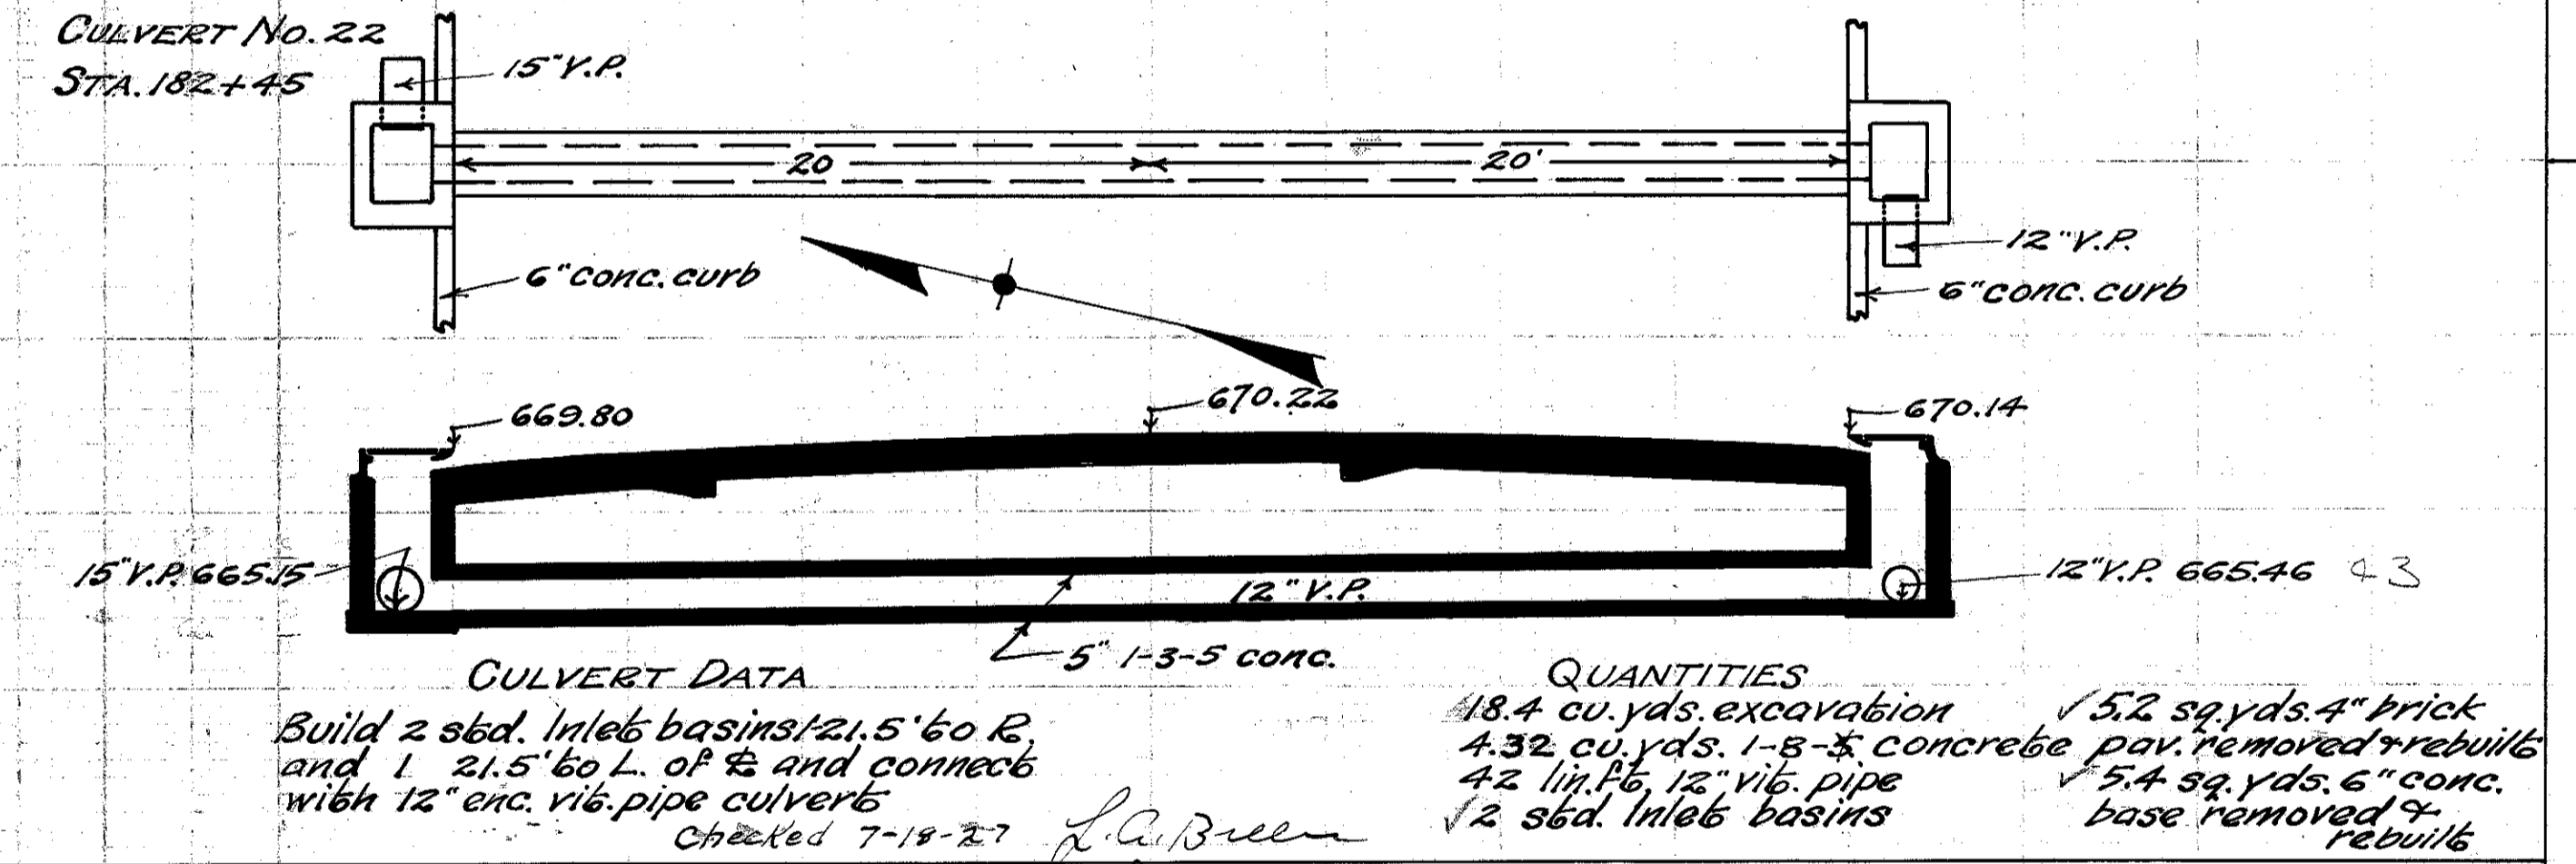 CULVERT No. 22
STA. 182+45
15" V.P.
20
20'
12" V.P.
6" conc. curb
6" conc. curb
669.80
670.22
670.14
15" V.P. 665.15
12" V.P. 665.46
12" V.P.
5" 1-3-5 conc.
CULVERT DATA
Build 2 std. Inlet basins 1-21.5' to R.
and 1 21.5' to L. of ℄ and connect
with 12" enc. vit. pipe culvert
checked 7-18-27
QUANTITIES
18.4 cu. yds. excavation
4.32 cu. yds. concrete
42 lin. ft. 12" vit. pipe
✓ 2 std. Inlet basins
✓ 5.2 sq. yds. 4" brick
pav. removed & rebuilt
✓ 5.4 sq. yds. 6" conc.
base removed &
rebuilt